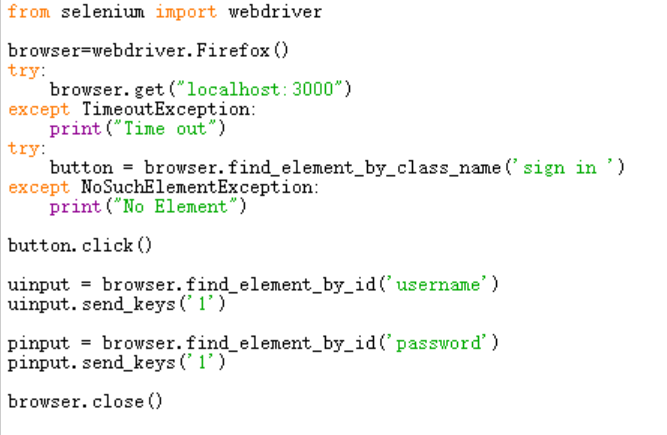 from selenium import webdriver
browser=webdriver.Firefox()
try:
    browser.get("localhost:3000")
except TimeoutException:
    print("Time out")
try:
    button = browser.find_element_by_class_name('sign in ')
except NoSuchElementException:
    print("No Element")
button.click()
uinput = browser.find_element_by_id('username')
uinput.send_keys('1')
pinput = browser.find_element_by_id('password')
pinput.send_keys('1')
browser.close()